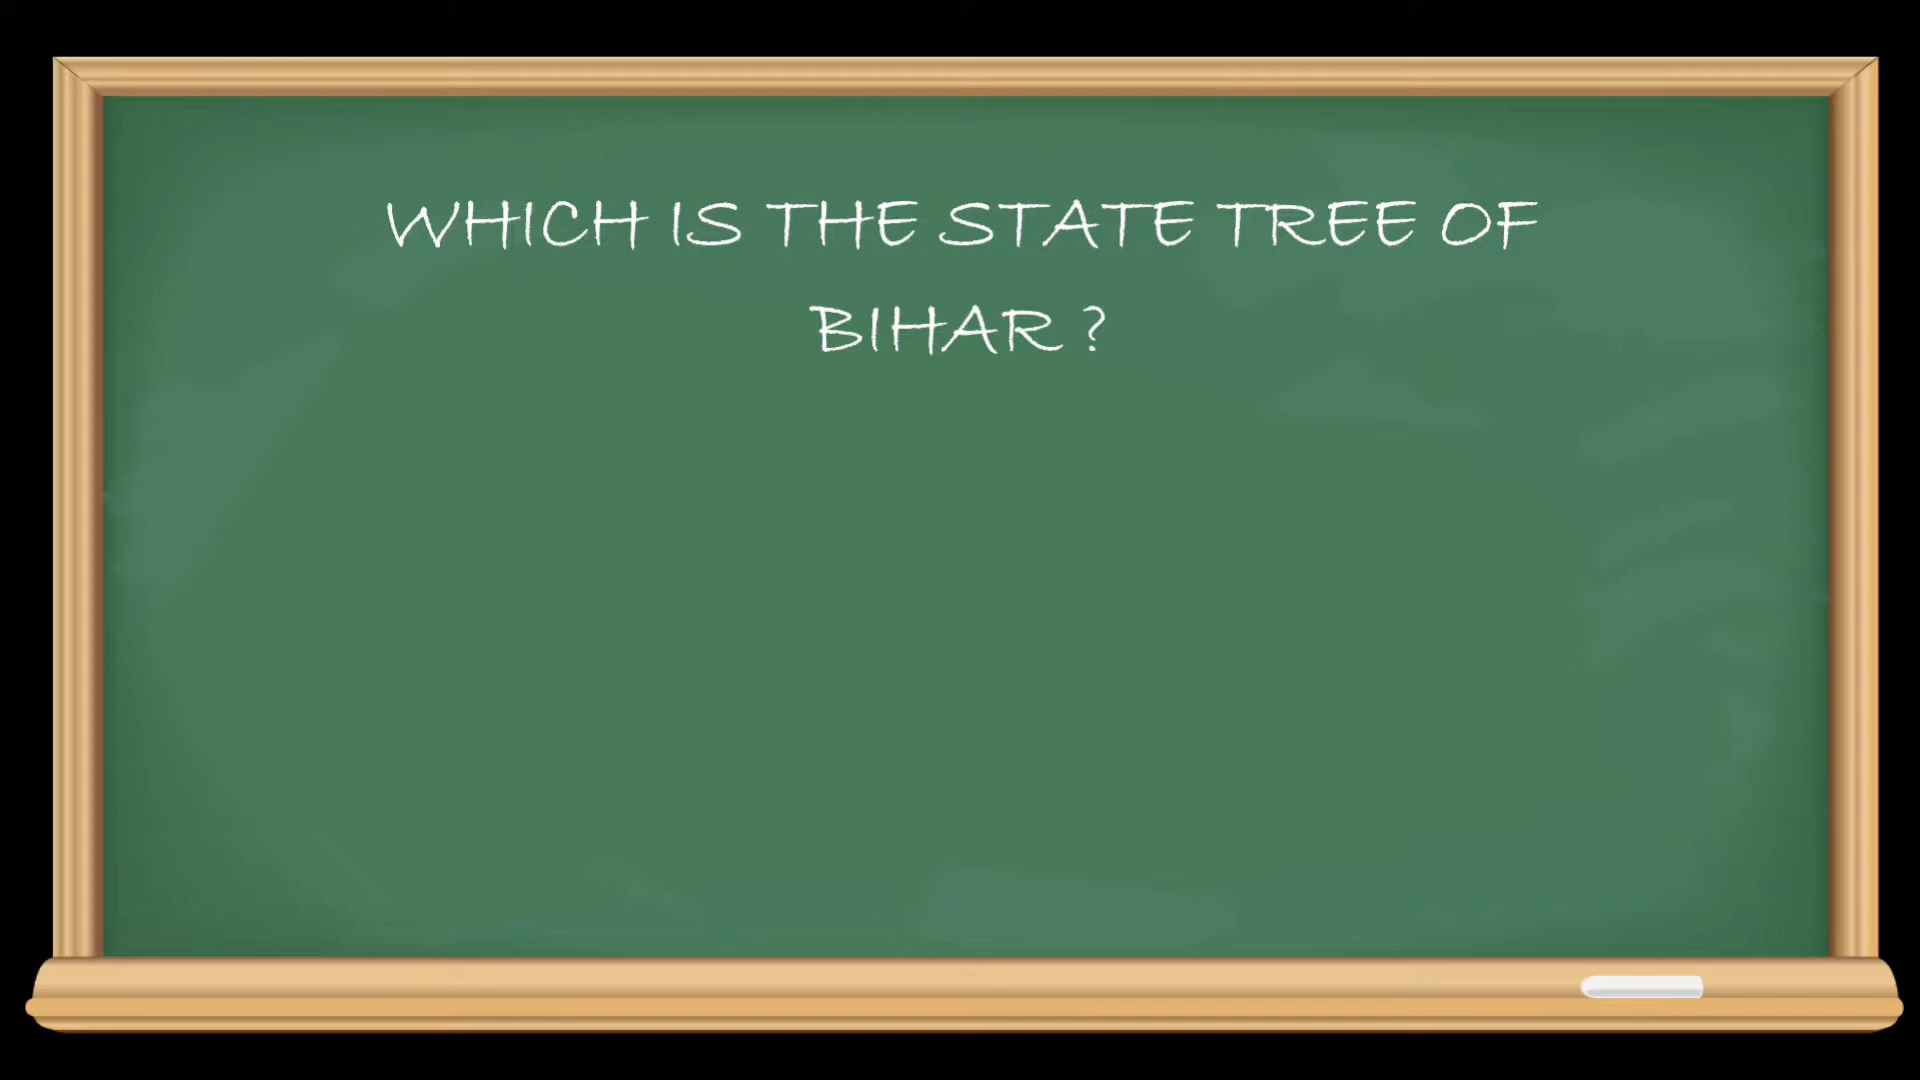 WHICH IS THE STATE TREE OF
BIHAR ?